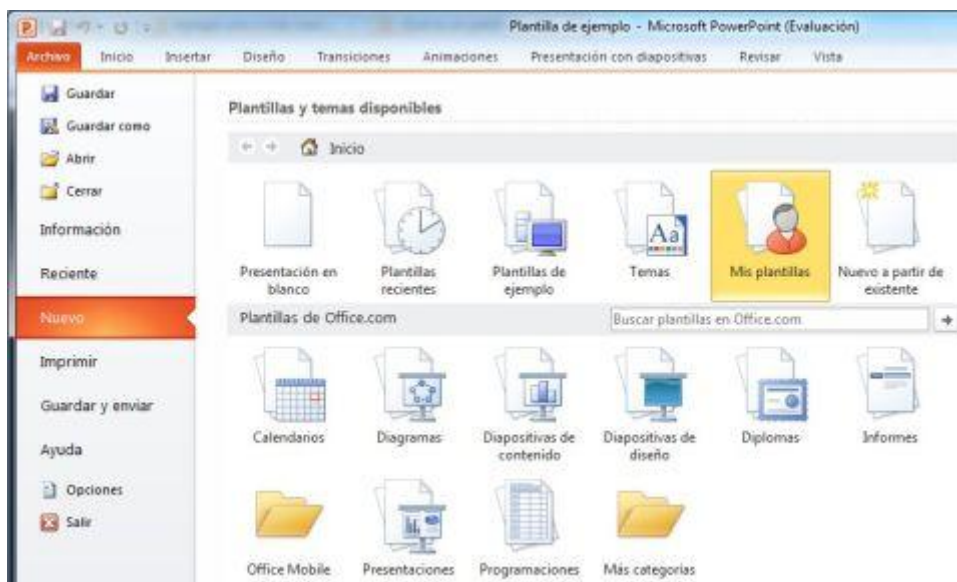 Plantilla de ejemplo - Microsoft PowerPoint (Evaluación)
Archivo Inicio Insertar Diseño Transiciones Animaciones Presentación con diapositivas Revisar Vista
Guardar
Guardar como
Abrir
Cerrar
Información
Reciente
Nuevo
Imprimir
Guardar y enviar
Ayuda
Opciones
Salir
Plantillas y temas disponibles
Inicio
Presentación en
blanco
Plantillas
recientes
Plantillas de
ejemplo
Aa
Temas
Mis plantillas
Nuevo a partir de
existente
Plantillas de Office.com
Buscar plantillas en Office.com
Calendarios
Diagramas
Diapositivas de
contenido
Diapositivas de
diseño
Diplomas
Informes
Office Mobile
Presentaciones
Programaciones
Más categorías